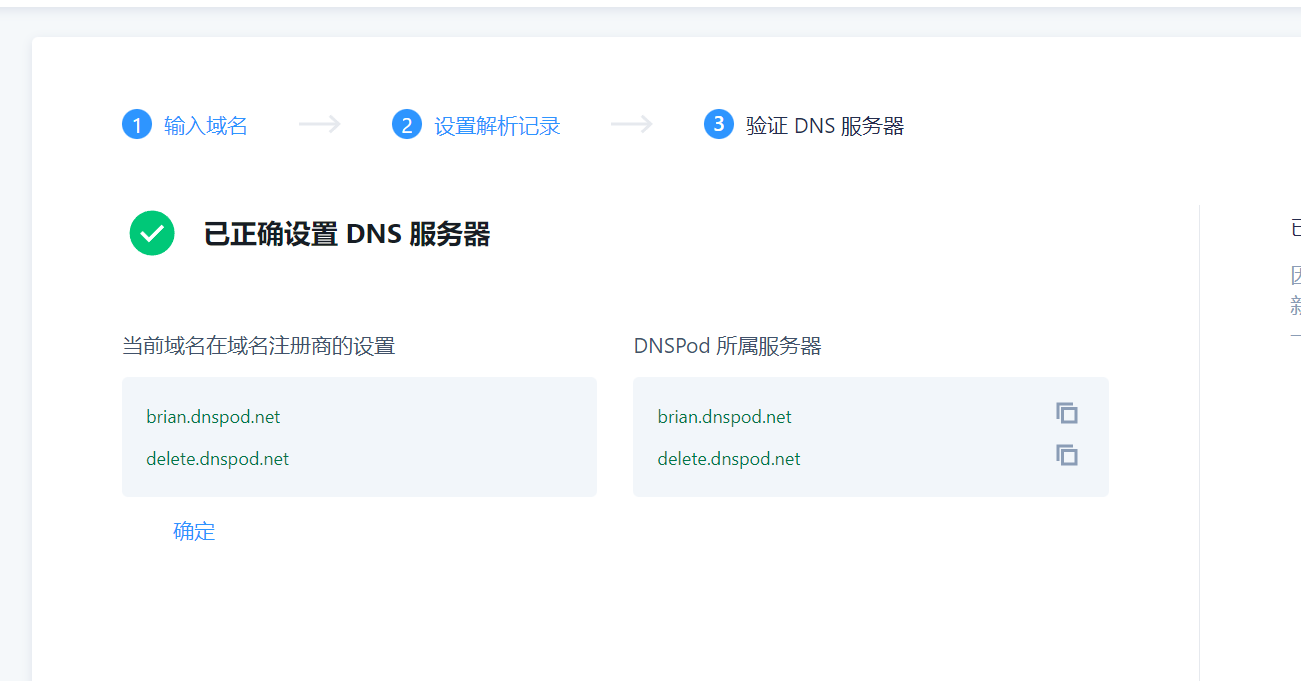 1 输入域名 2 设置解析记录 3 验证 DNS 服务器
已正确设置 DNS 服务器
当前域名在域名注册商的设置
brian.dnspod.net
delete.dnspod.net
确定
DNSPod 所属服务器
brian.dnspod.net
delete.dnspod.net